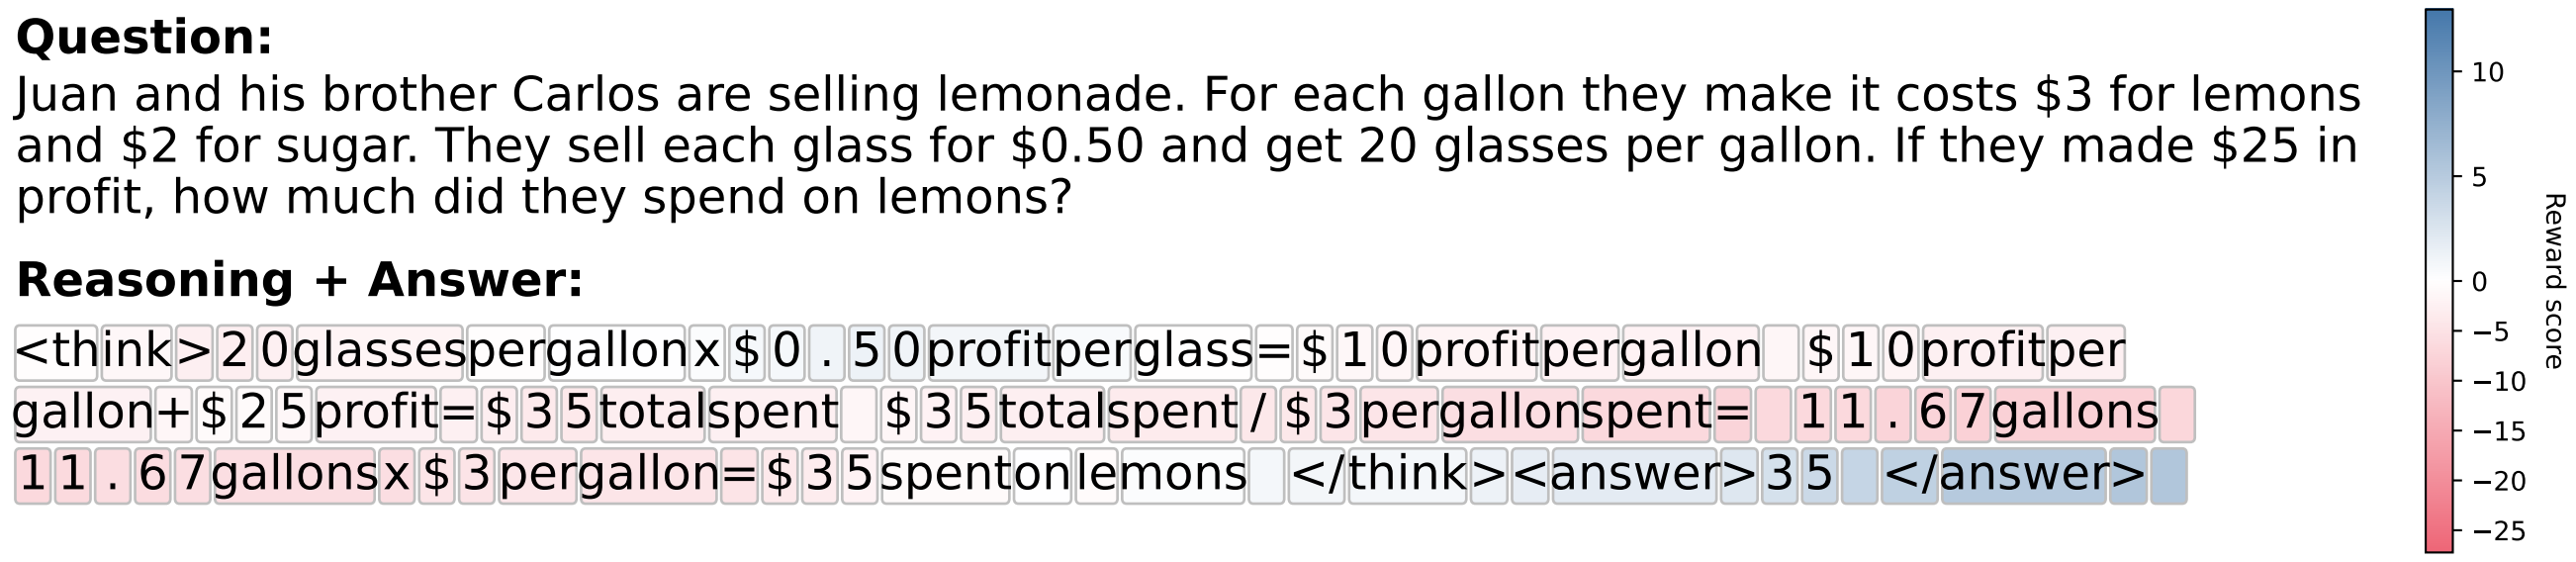 Question:
Juan and his brother Carlos are selling lemonade. For each gallon they make it costs $3 for lemons
and $2 for sugar. They sell each glass for $0.50 and get 20 glasses per gallon. If they made $25 in
profit, how much did they spend on lemons?
Reasoning + Answer:
<think>20glassespergallonx$0.50profitperglass=$10profitpergallon $10profitper
gallon+$25profit=$35totalspent $35totalspent/$3pergallonspent= 11.67gallons
11.67gallonsx$3pergallon=$35spentonlemons </think><answer>35 </answer>
10
5
0
−5
−10
−15
−20
−25
Reward score